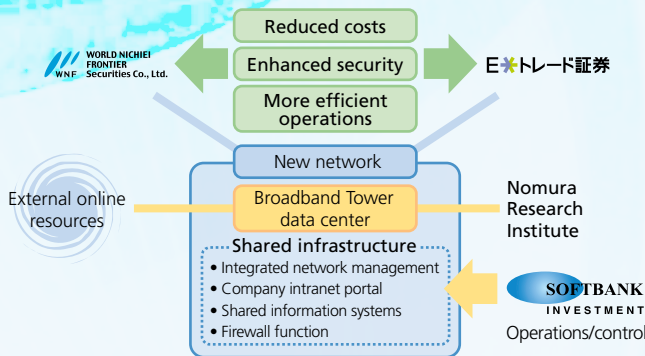 Reduced costs
WORLD NICHIEI
FRONTIER
Securities Co., Ltd.
WNF
Enhanced security
E*トレード証券
More efficient
operations
New network
External online
resources
Broadband Tower
data center
Nomura
Research
Institute
Shared infrastructure
• Integrated network management
• Company intranet portal
• Shared information systems
• Firewall function
SOFTBANK
INVESTMENT
Operations/control